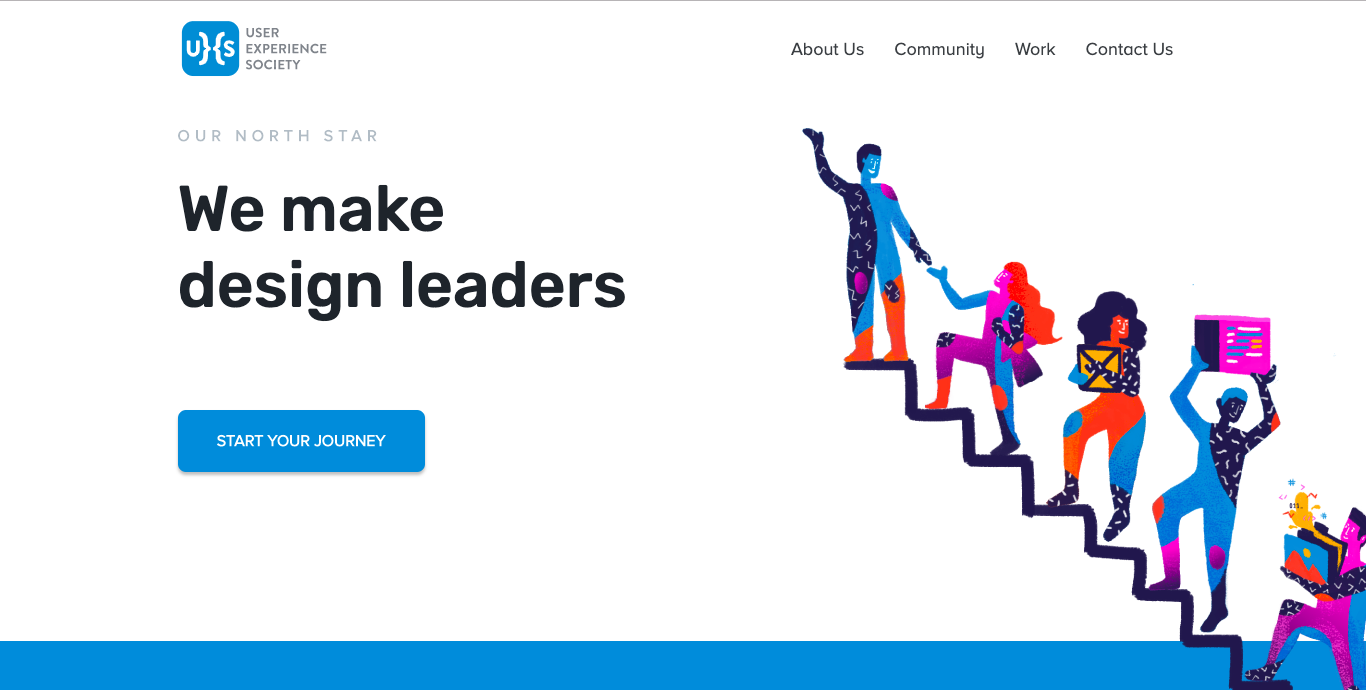 U}{S
USER
EXPERIENCE
SOCIETY
About Us
Community
Work
Contact Us
OUR NORTH STAR
We make
design leaders
START YOUR JOURNEY